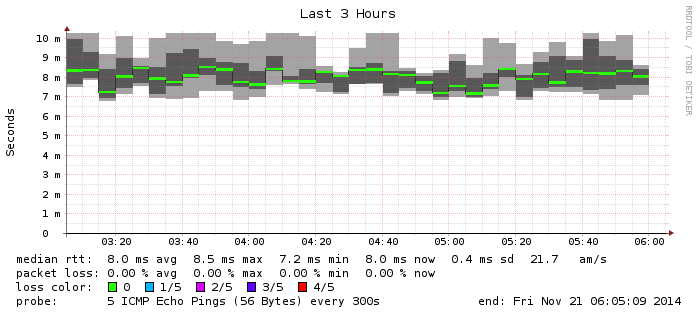 Last 3 Hours
RRDTOOL / TOBI OETIKER
Seconds
10 m
9 m
8 m
7 m
6 m
5 m
4 m
3 m
2 m
1 m
0
03:20 03:40 04:00 04:20 04:40 05:00 05:20 05:40 06:00
median rtt: 8.0 ms avg 8.5 ms max 7.2 ms min 8.0 ms now 0.4 ms sd 21.7 am/s
packet loss: 0.00 % avg 0.00 % max 0.00 % min 0.00 % now
loss color: 0 1/5 2/5 3/5 4/5
probe: 5 ICMP Echo Pings (56 Bytes) every 300s end: Fri Nov 21 06:05:09 2014